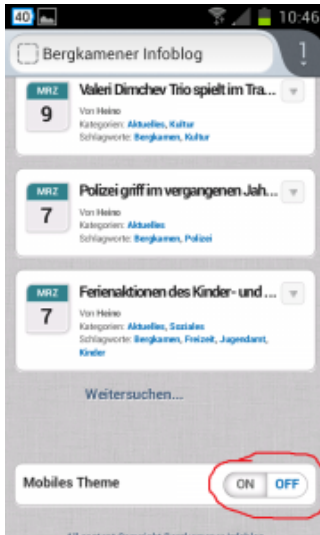 40
10:46
Bergkamener Infoblog
1
MRZ
9
Valeri Dimchev Trio spielt im Tra...
Von Heino
Kategorien: Aktuelles, Kultur
Schlagworte: Bergkamen, Kultur
MRZ
7
Polizei griff im vergangenen Jah...
Von Heino
Kategorien: Aktuelles
Schlagworte: Bergkamen, Polizei
MRZ
7
Ferienaktionen des Kinder- und ...
Von Heino
Kategorien: Aktuelles, Soziales
Schlagworte: Bergkamen, Freizeit, Jugendamt,
Kinder
Weitersuchen...
Mobiles Theme
ON OFF